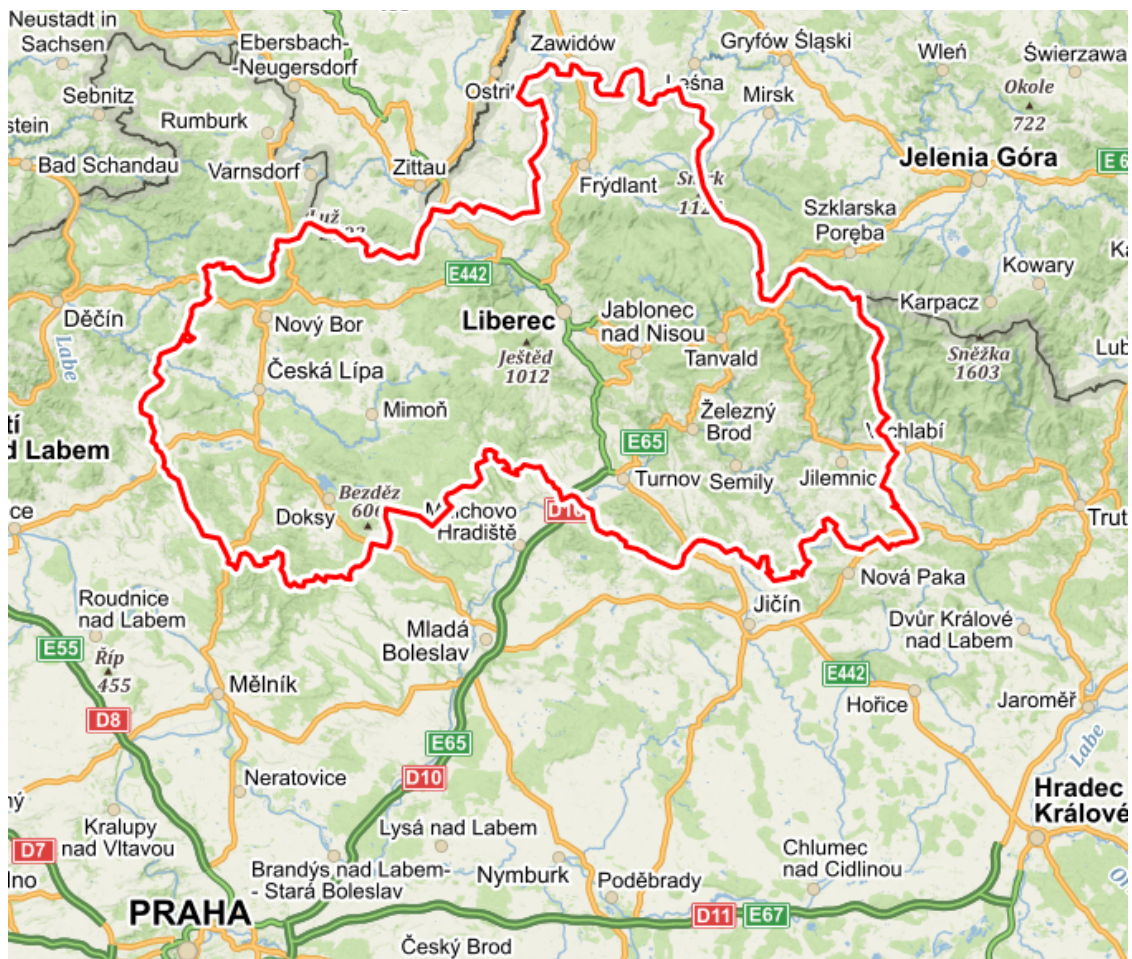 Neustadt in
Sachsen
Ebersbach-
-Neugersdorf
Zawidów
Gryfów Śląski
Wleń
Świerzawa
Sebnitz
Ostrit
Leśna
Mirsk
Okole
722
Rumburk
Bad Schandau
Varnsdorf
Zittau
Frýdlant
Smrk
Jelenia Góra
Szklarska
Poręba
Luž
Kowary
E442
Karpacz
Děčín
Labe
Nový Bor
Liberec
Jablonec
nad Nisou
Sněžka
1603
Ještěd
1012
Tanvald
Česká Lípa
Mimoň
Železný
Brod
d Labem
E65
Vrchlabí
Turnov
Semily
Jilemnic
Bezděz
Doksy
D10
Hradiště
Nová Paka
Roudnice
nad Labem
Jičín
Dvůr Králové
nad Labem
E55
Mladá
Boleslav
Říp
455
Mělník
E442
Hořice
Jaroměř
D8
E65
Labe
D10
Neratovice
Hradec
Králové
Kralupy
nad Vltavou
Lysá nad Labem
D7
Brandýs nad Labem-
- Stará Boleslav
Nymburk
Chlumec
nad Cidlinou
Poděbrady
PRAHA
D11
E67
Český Brod